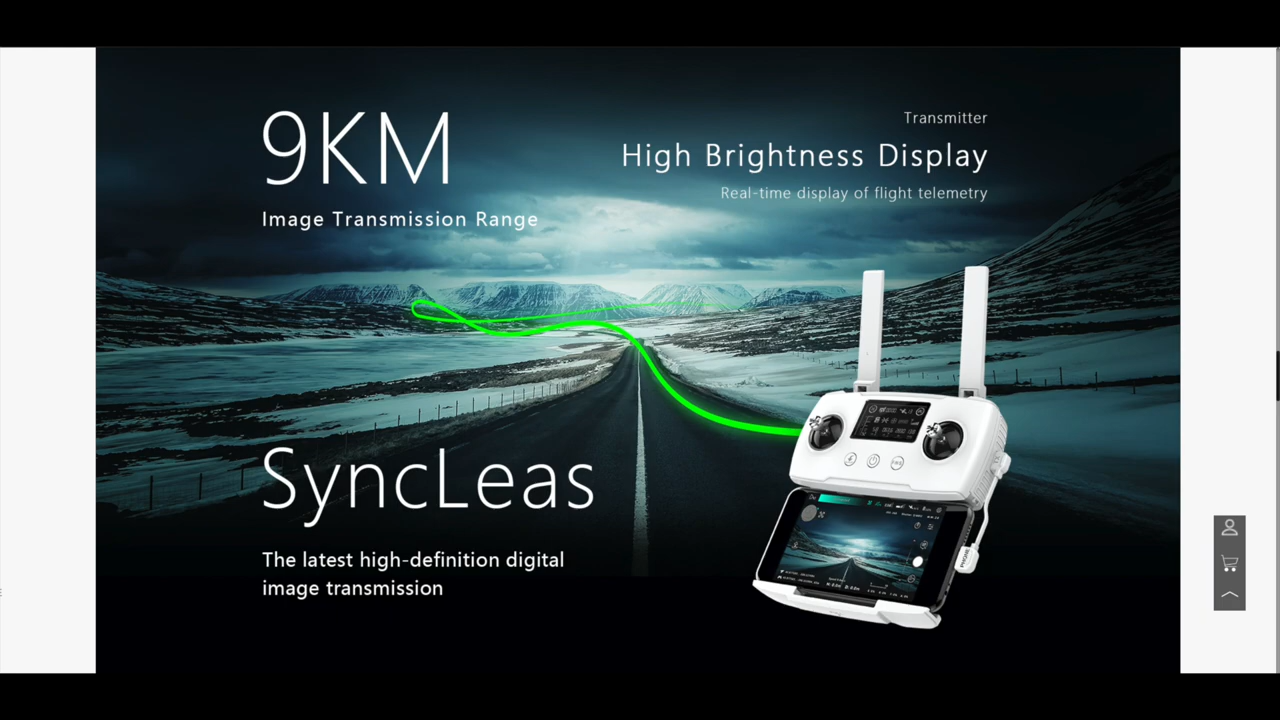 9KM
Image Transmission Range
Transmitter
High Brightness Display
Real-time display of flight telemetry
SyncLeas
The latest high-definition digital
image transmission